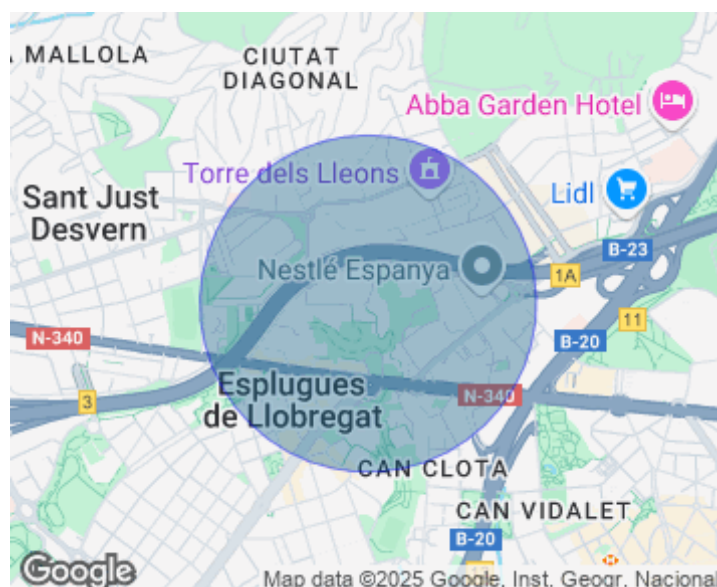 A MALLOLA
CIUTAT
DIAGONAL
Abba Garden Hotel
Torre dels Lleons
Lidl
Sant Just
Desvern
B-23
Nestlé Espanya
1A
11
N-340
B-20
Esplugues
de Llobregat
N-340
3
CAN CLOTA
CAN VIDALET
B-20
Google
Map data ©2025 Google, Inst. Geogr. Nacional